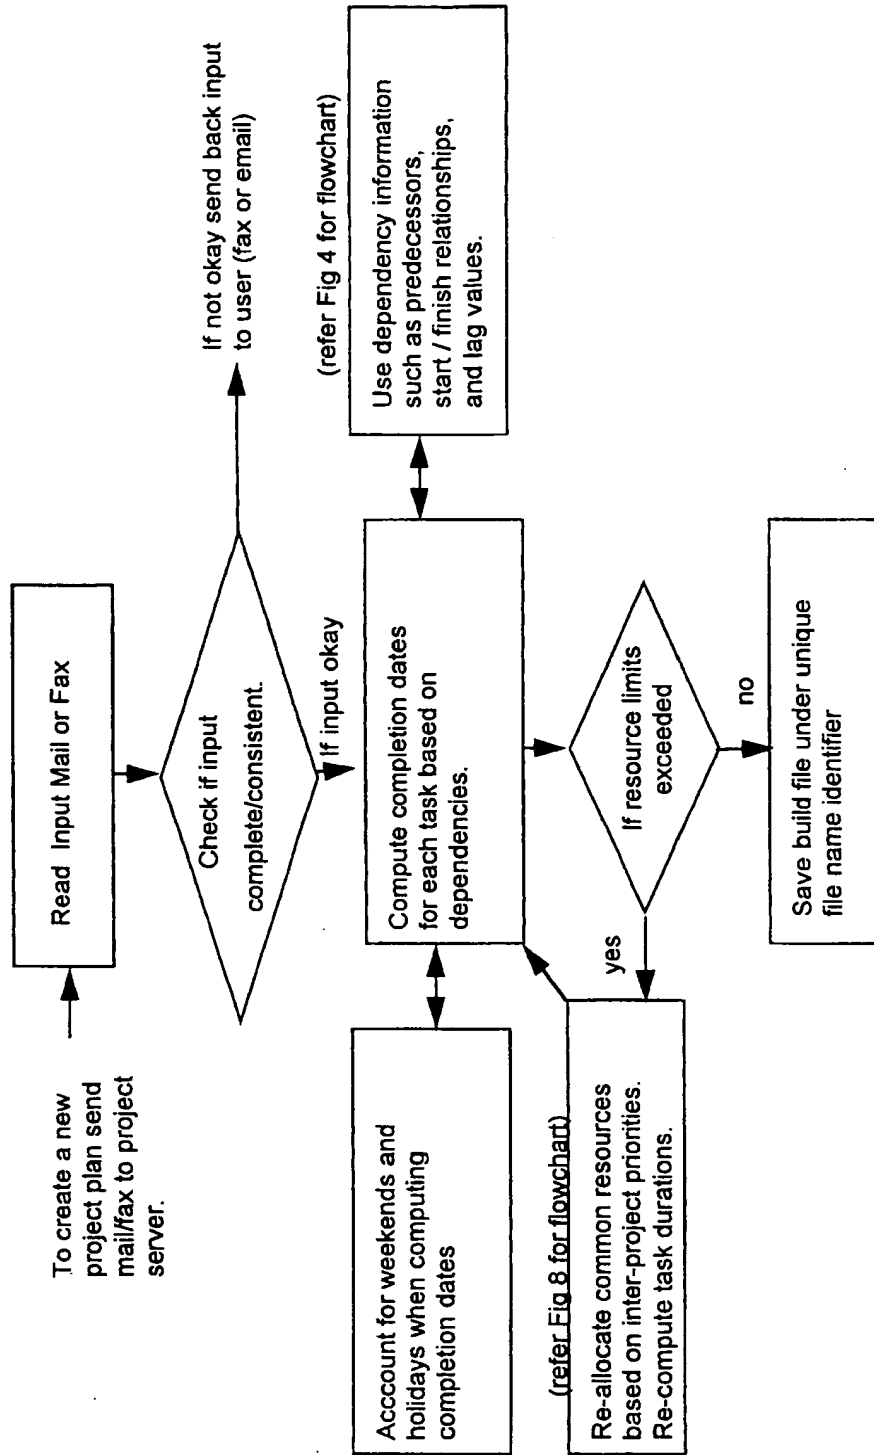 To create a new
project plan send
mail/fax to project
server.
Read Input Mail or Fax
Check if input
complete/consistent.
If not okay send back input
to user (fax or email)
If input okay
Acccount for weekends and
holidays when computing
completion dates
Compute completion dates
for each task based on
dependencies.
(refer Fig 4 for flowchart)
Use dependency information
such as predecessors,
start / finish relationships,
and lag values.
(refer Fig 8 for flowchart)
Re-allocate common resources
based on inter-project priorities.
Re-compute task durations.
yes
If resource limits
exceeded
no
Save build file under unique
file name identifier